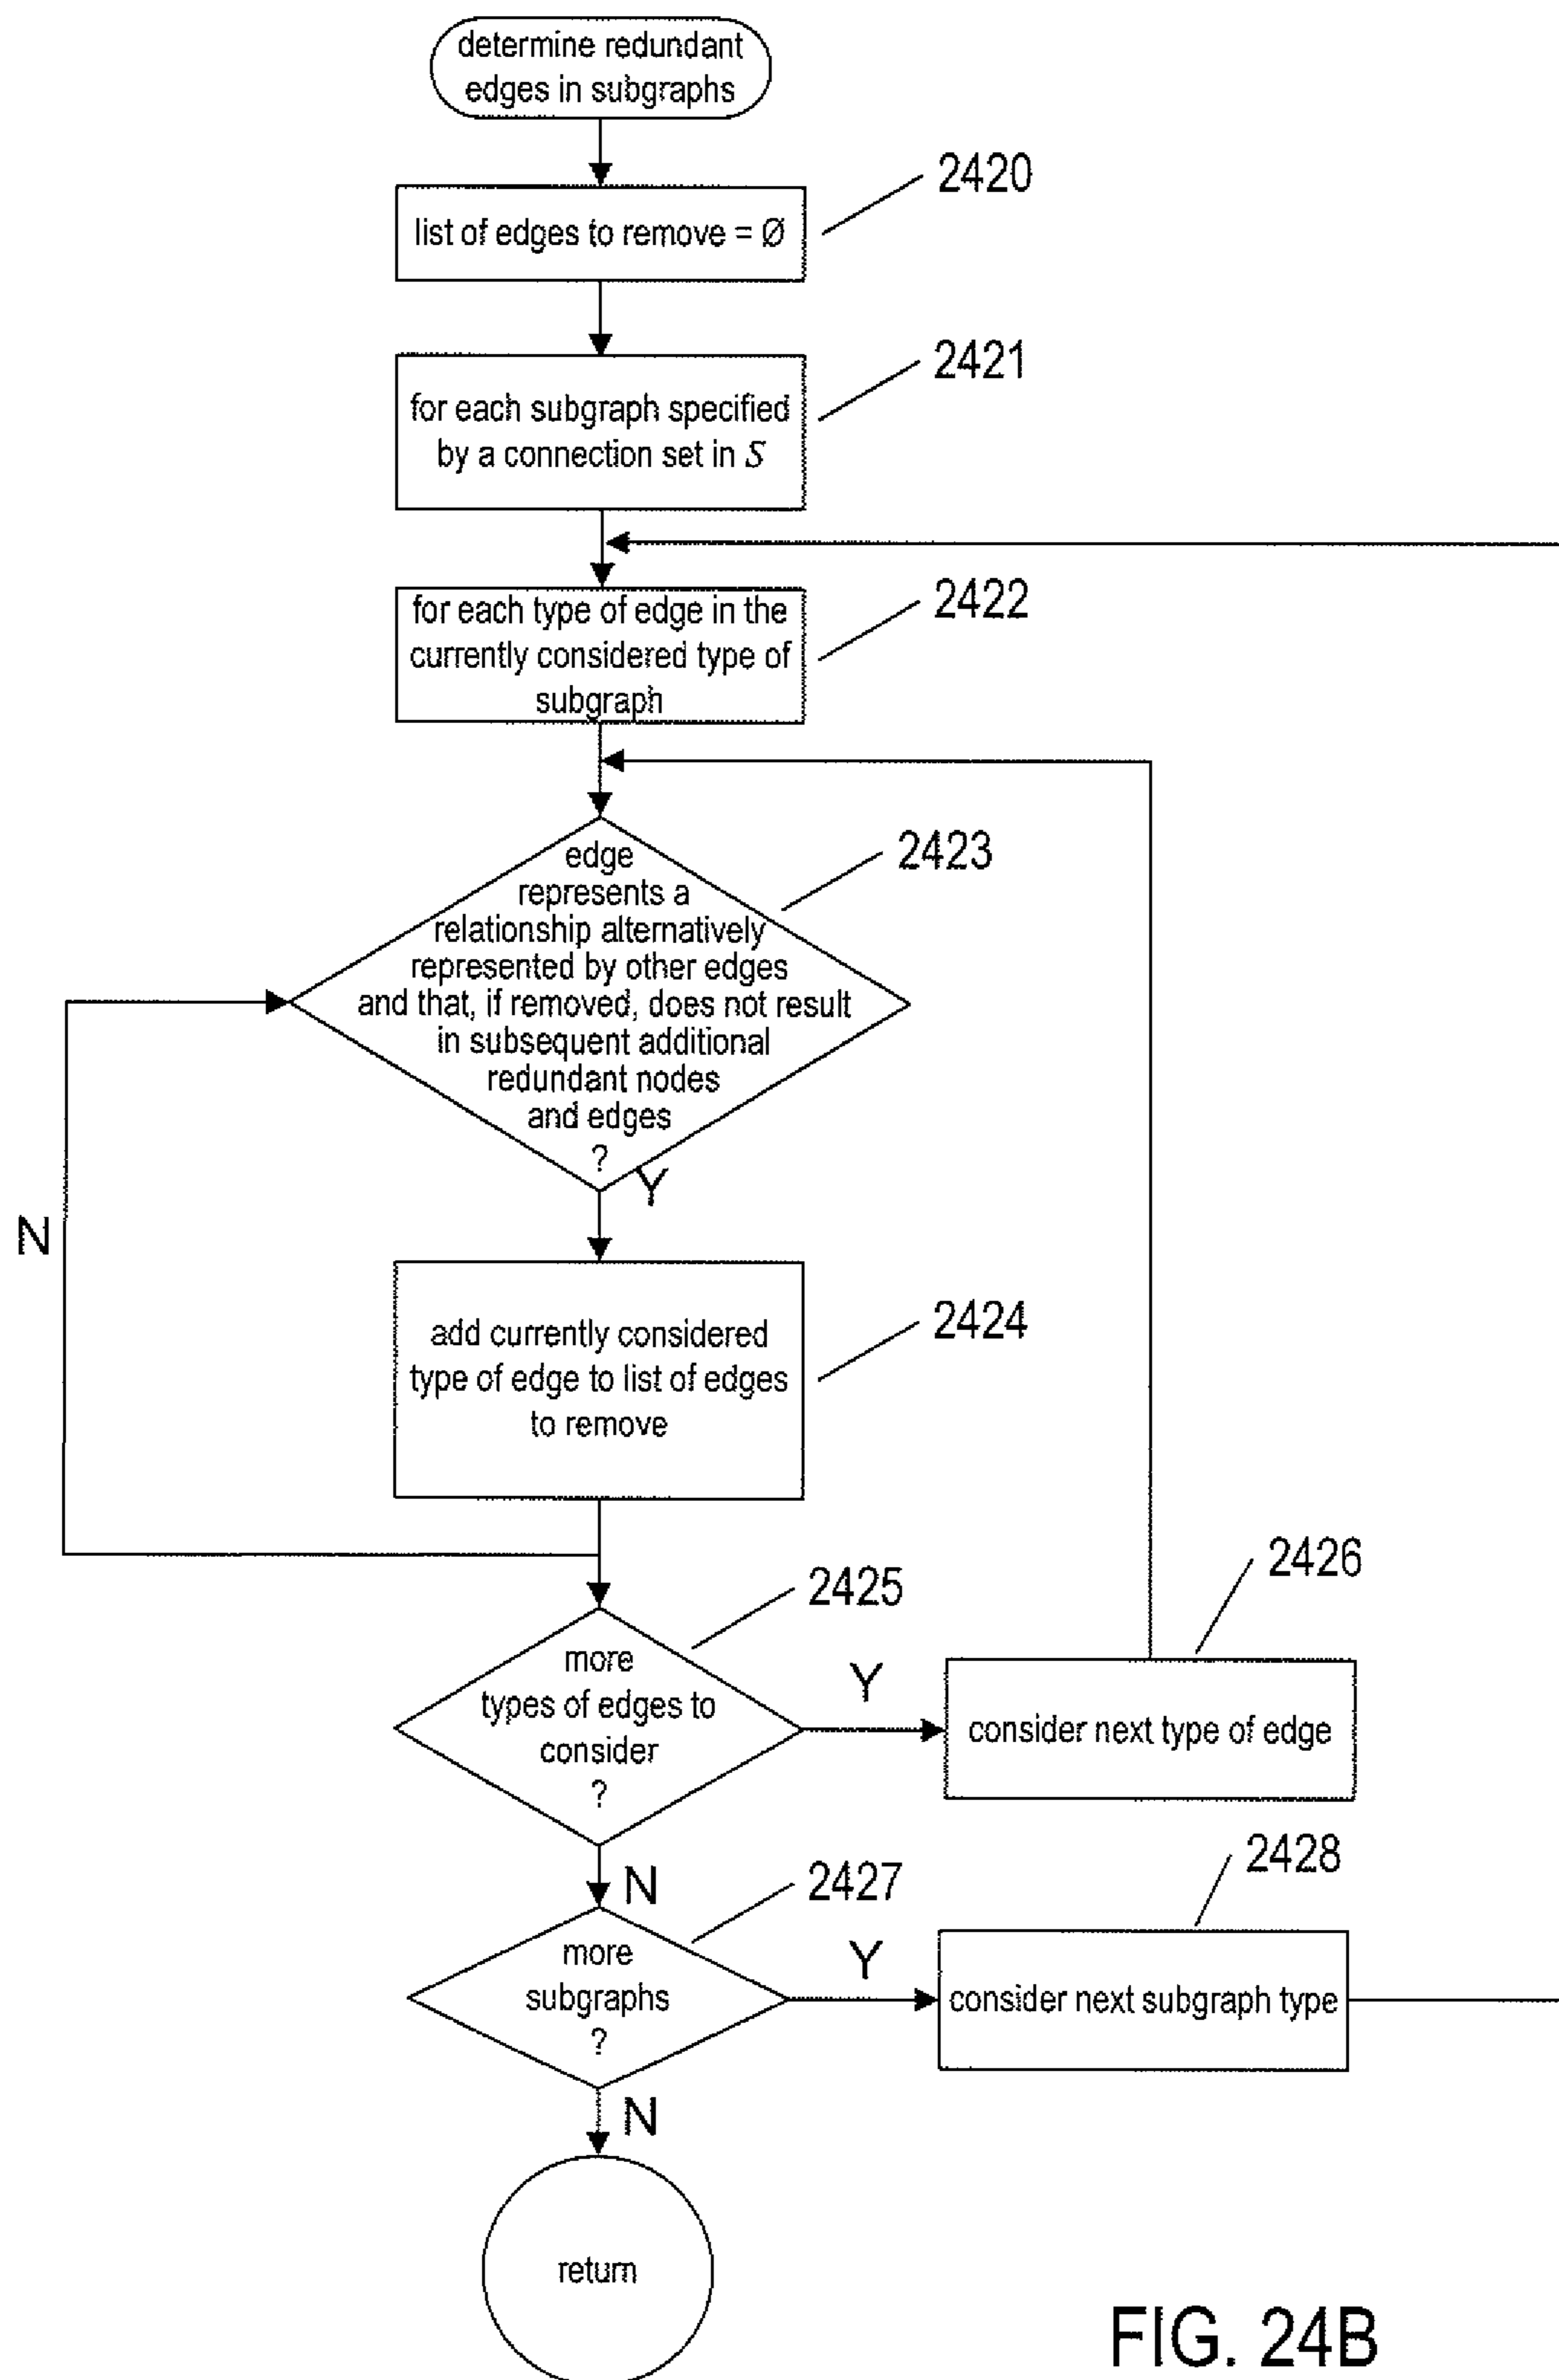 determine redundant
edges in subgraphs
2420
list of edges to remove = Ø
2421
for each subgraph specified
by a connection set in S
2422
for each type of edge in the
currently considered type of
subgraph
2423
edge
represents a
relationship alternatively
represented by other edges
and that, if removed, does not result
in subsequent additional
redundant nodes
and edges
?
Y
N
2424
add currently considered
type of edge to list of edges
to remove
2425
more
types of edges to
consider
?
Y
2426
consider next type of edge
N
2427
more
subgraphs
?
Y
2428
consider next subgraph type
N
return
FIG. 24B